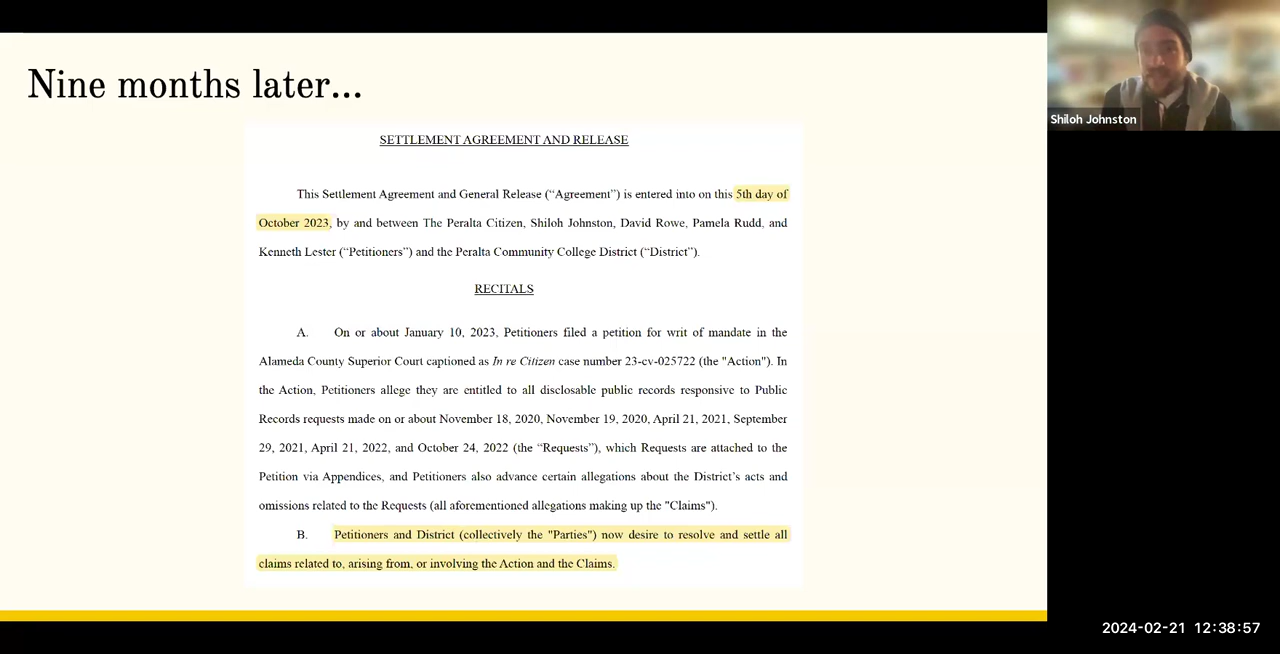 Nine months later...
SETTLEMENT AGREEMENT AND RELEASE
This Settlement Agreement and General Release (“Agreement”) is entered into on this 5th day of
October 2023, by and between The Peralta Citizen, Shiloh Johnston, David Rowe, Pamela Rudd, and
Kenneth Lester (“Petitioners”) and the Peralta Community College District (“District”).
RECITALS
A. On or about January 10, 2023, Petitioners filed a petition for writ of mandate in the
Alameda County Superior Court captioned as In re Citizen case number 23-cv-025722 (the "Action"). In
the Action, Petitioners allege they are entitled to all disclosable public records responsive to Public
Records requests made on or about November 18, 2020, November 19, 2020, April 21, 2021, September
29, 2021, April 21, 2022, and October 24, 2022 (the “Requests”), which Requests are attached to the
Petition via Appendices, and Petitioners also advance certain allegations about the District’s acts and
omissions related to the Requests (all aforementioned allegations making up the "Claims").
B. Petitioners and District (collectively the "Parties") now desire to resolve and settle all
claims related to, arising from, or involving the Action and the Claims.
Shiloh Johnston
2024-02-21 12:38:57